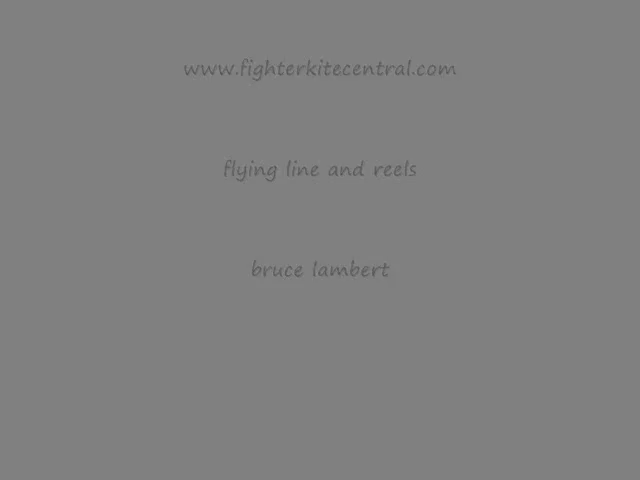 www.fighterkitecentral.com
flying line and reels
bruce lambert